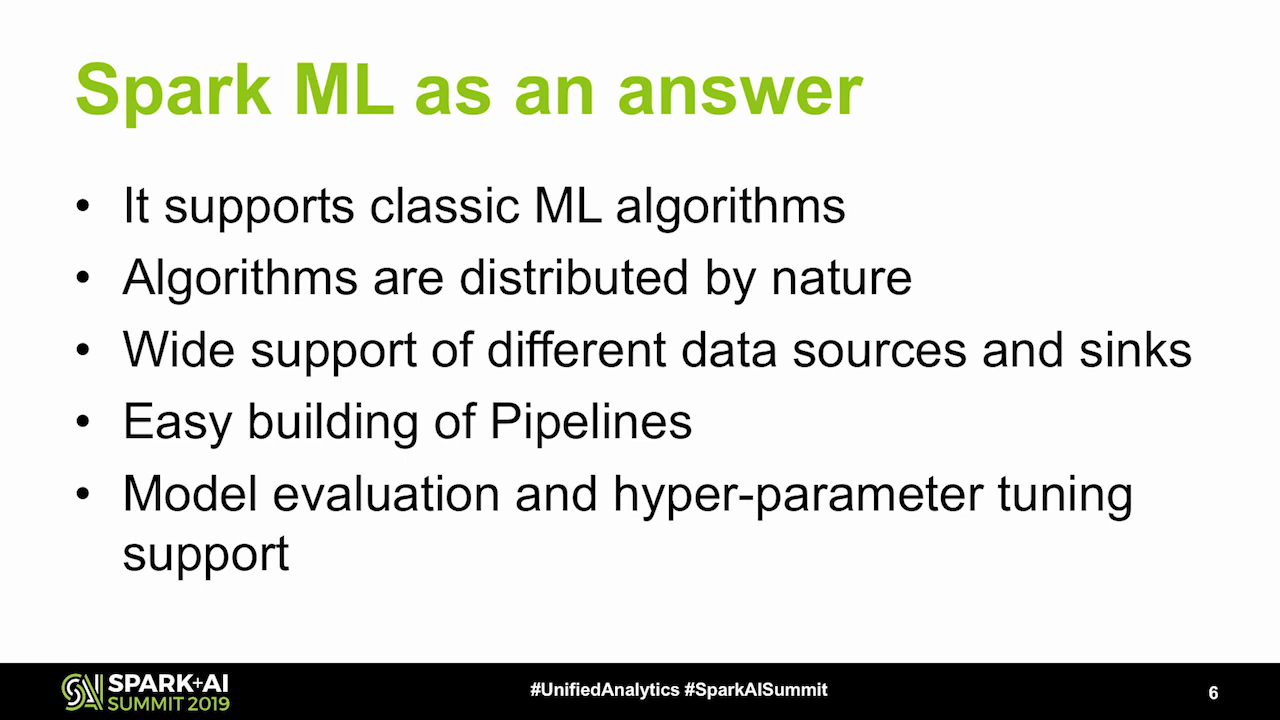 Spark ML as an answer
• It supports classic ML algorithms
• Algorithms are distributed by nature
• Wide support of different data sources and sinks
• Easy building of Pipelines
• Model evaluation and hyper-parameter tuning
support
SPARK+AI
SUMMIT 2019
#UnifiedAnalytics #SparkAISummit
6